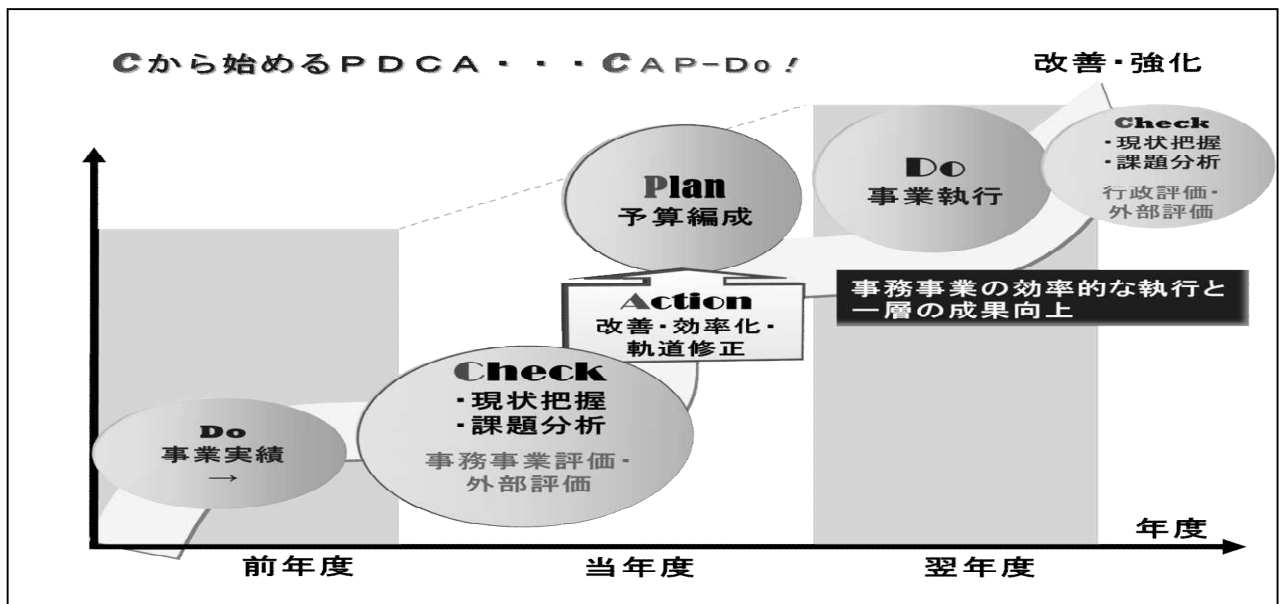 Cから始めるPDCA・・・CAP-Do!
改善・強化
Check
・現状把握
・課題分析
行政評価・
外部評価
Do
事業執行
Plan
予算編成
事務事業の効率的な執行と
一層の成果向上
Action
改善・効率化・
軌道修正
Check
・現状把握
・課題分析
事務事業評価・
外部評価
Do
事業実績
→
年度
前年度
当年度
翌年度